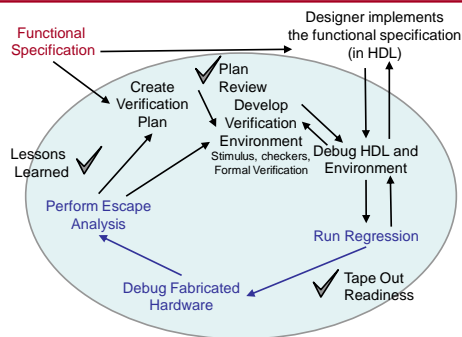 Functional
Specification
Designer implements
the functional specification
(in HDL)
Plan
Review
Create
Verification
Plan
Develop
Verification
Environment
Stimulus, checkers,
Formal Verification
Debug HDL and
Environment
Lessons
Learned
Perform Escape
Analysis
Run Regression
Debug Fabricated
Hardware
Tape Out
Readiness